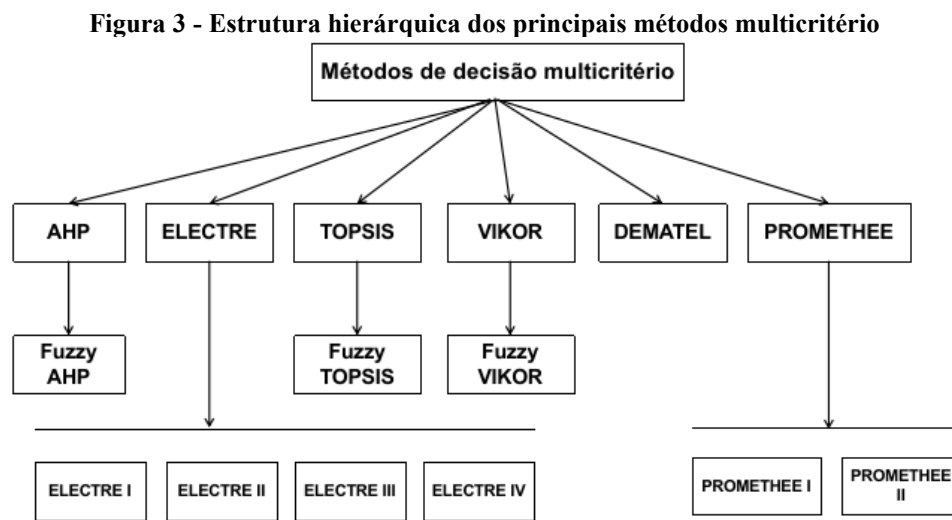 Figura 3 - Estrutura hierárquica dos principais métodos multicritério
Métodos de decisão multicritério
AHP
ELECTRE
TOPSIS
VIKOR
DEMATEL
PROMETHEE
Fuzzy
AHP
Fuzzy
TOPSIS
Fuzzy
VIKOR
ELECTRE I
ELECTRE II
ELECTRE III
ELECTRE IV
PROMETHEE I
PROMETHEE
II